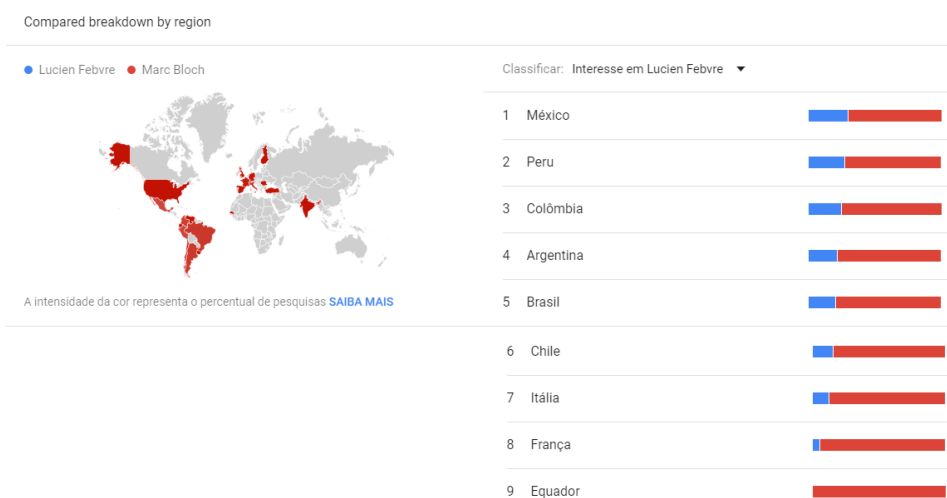 Compared breakdown by region
Lucien Febvre Marc Bloch
A intensidade da cor representa o percentual de pesquisas SAIBA MAIS
Classificar: Interesse em Lucien Febvre
1 México
2 Peru
3 Colômbia
4 Argentina
5 Brasil
6 Chile
7 Itália
8 França
9 Equador